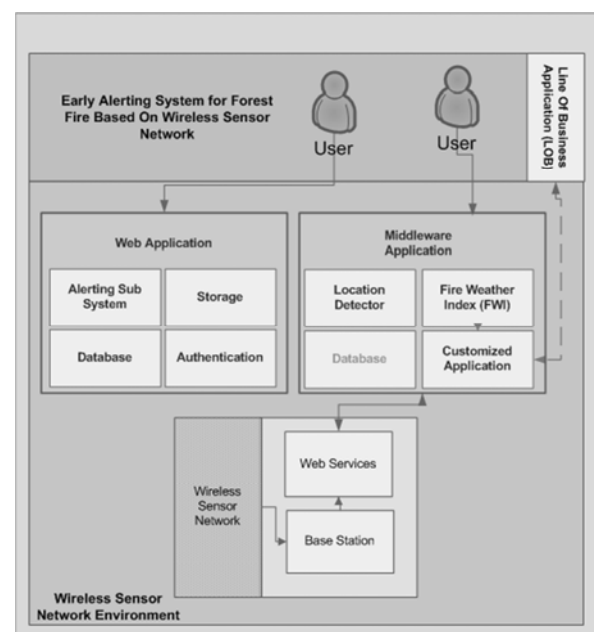 Early Alerting System for Forest
Fire Based On Wireless Sensor
Network
User
User
Line Of Business
Application (LOB)
Web Application
Alerting Sub
System
Storage
Database
Authentication
Middleware
Application
Location
Detector
Fire Weather
Index (FWI)
Database
Customized
Application
Wireless
Sensor
Network
Web Services
Base Station
Wireless Sensor
Network Environment